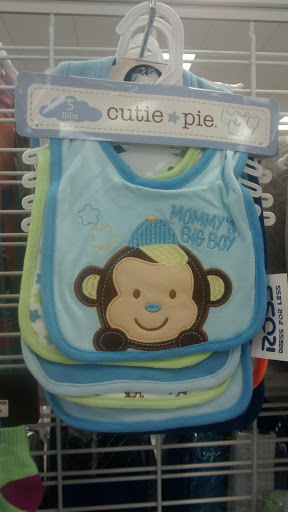 5
Bibs
cutie ★ pie
MOMMY'S
BIG BOY
ROSS
DRESS FOR LESS